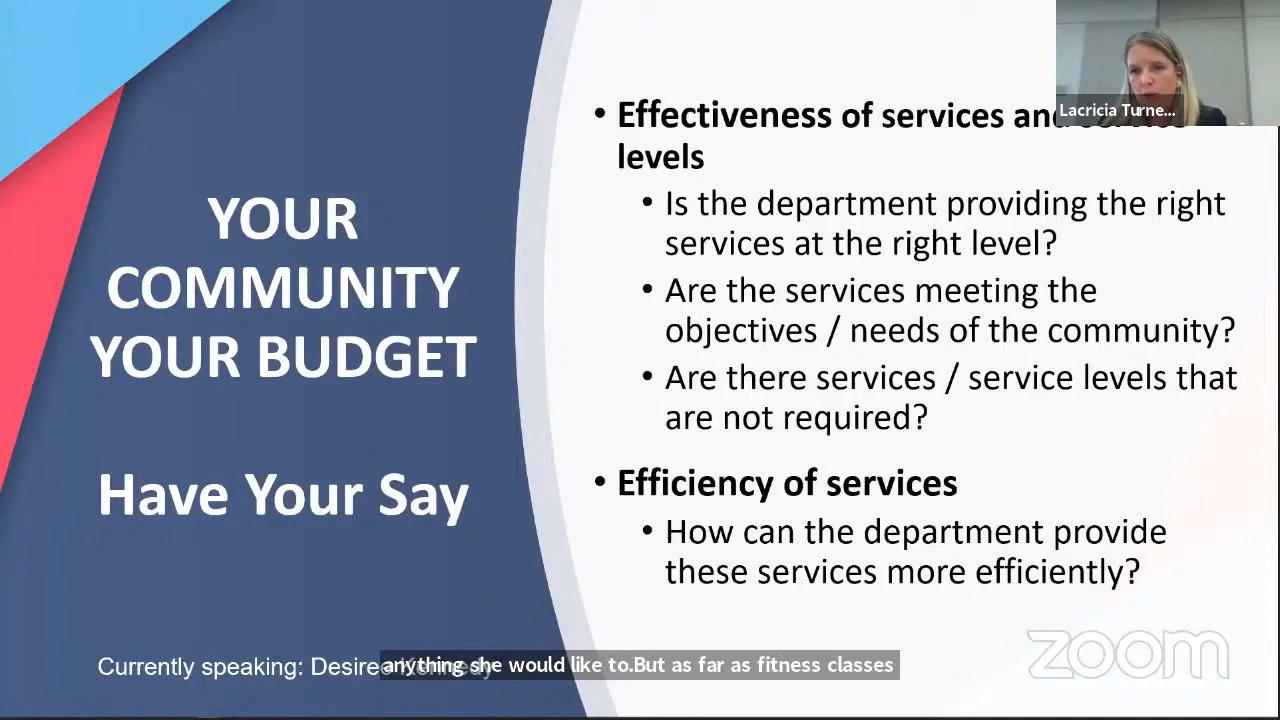 Lacricia Turne...
YOUR
COMMUNITY
YOUR BUDGET
Have Your Say
• Effectiveness of services and service
levels
• Is the department providing the right
services at the right level?
• Are the services meeting the
objectives / needs of the community?
• Are there services / service levels that
are not required?
• Efficiency of services
• How can the department provide
these services more efficiently?
Currently speaking: Desiree Kennedy
anything she would like to.But as far as fitness classes
zoom